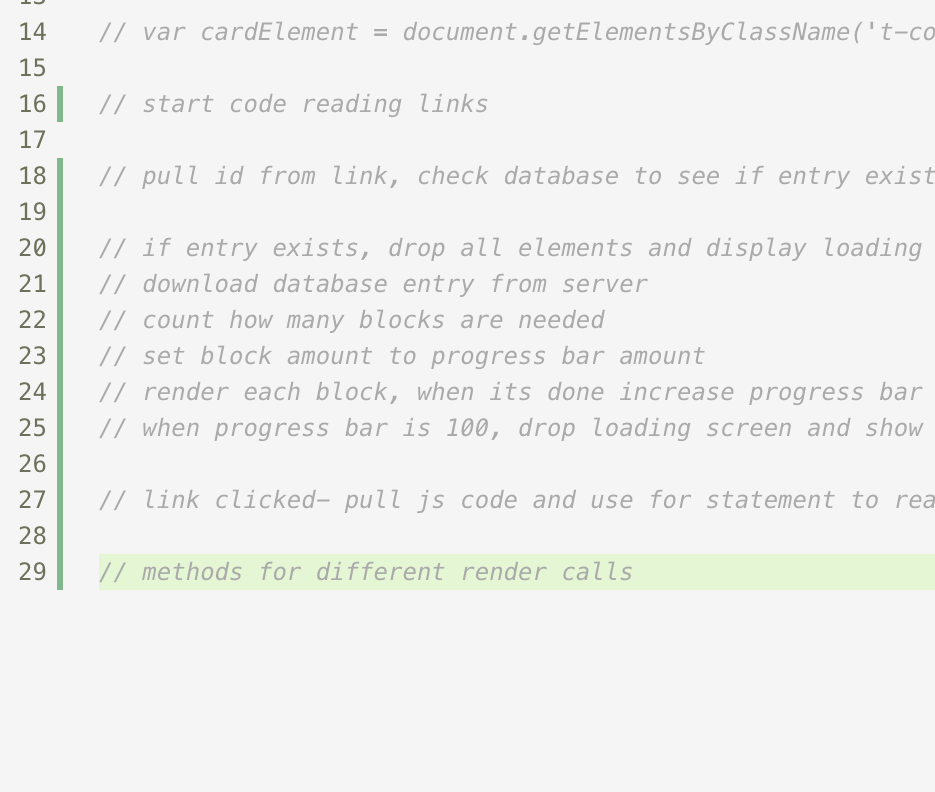 14 // var cardElement = document.getElementsByClassName('t-co
15
16 // start code reading links
17
18 // pull id from link, check database to see if entry exist
19
20 // if entry exists, drop all elements and display loading
21 // download database entry from server
22 // count how many blocks are needed
23 // set block amount to progress bar amount
24 // render each block, when its done increase progress bar
25 // when progress bar is 100, drop loading screen and show
26
27 // link clicked– pull js code and use for statement to rea
28
29 // methods for different render calls